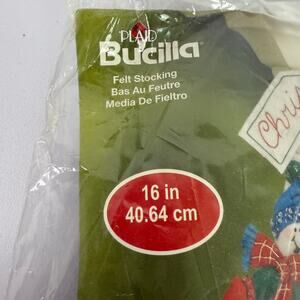 PLAID
Bucilla
Felt Stocking
Bas Au Feutre
Media De Fieltro
Chris
16 in
40.64 cm